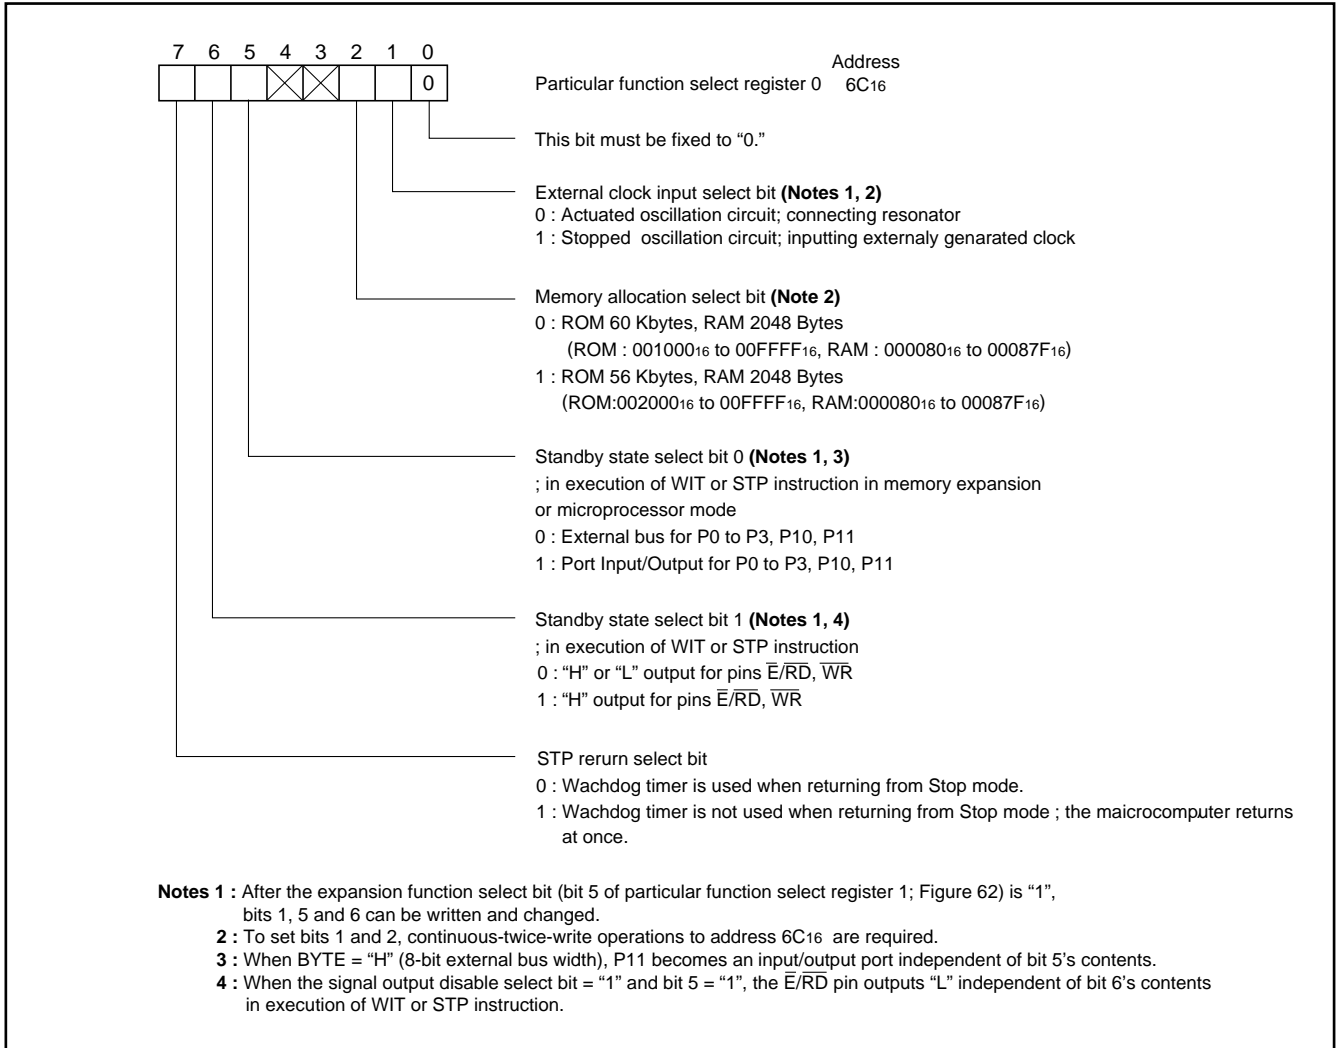 7 6 5 4 3 2 1 0
0
Address
Particular function select register 0 6C16
This bit must be fixed to “0.”
External clock input select bit (Notes 1, 2)
0 : Actuated oscillation circuit; connecting resonator
1 : Stopped oscillation circuit; inputting externaly genarated clock
Memory allocation select bit (Note 2)
0 : ROM 60 Kbytes, RAM 2048 Bytes
(ROM : 00100016 to 00FFFF16, RAM : 00008016 to 00087F16)
1 : ROM 56 Kbytes, RAM 2048 Bytes
(ROM:00200016 to 00FFFF16, RAM:00008016 to 00087F16)
Standby state select bit 0 (Notes 1, 3)
; in execution of WIT or STP instruction in memory expansion
or microprocessor mode
0 : External bus for P0 to P3, P10, P11
1 : Port Input/Output for P0 to P3, P10, P11
Standby state select bit 1 (Notes 1, 4)
; in execution of WIT or STP instruction
0 : “H” or “L” output for pins E̅/R̅D̅, W̅R̅
1 : “H” output for pins E̅/R̅D̅, W̅R̅
STP rerurn select bit
0 : Wachdog timer is used when returning from Stop mode.
1 : Wachdog timer is not used when returning from Stop mode ; the maicrocomputer returns
at once.
Notes 1 : After the expansion function select bit (bit 5 of particular function select register 1; Figure 62) is “1”,
bits 1, 5 and 6 can be written and changed.
2 : To set bits 1 and 2, continuous-twice-write operations to address 6C16 are required.
3 : When BYTE = “H” (8-bit external bus width), P11 becomes an input/output port independent of bit 5’s contents.
4 : When the signal output disable select bit = “1” and bit 5 = “1”, the E̅/R̅D̅ pin outputs “L” independent of bit 6’s contents
in execution of WIT or STP instruction.